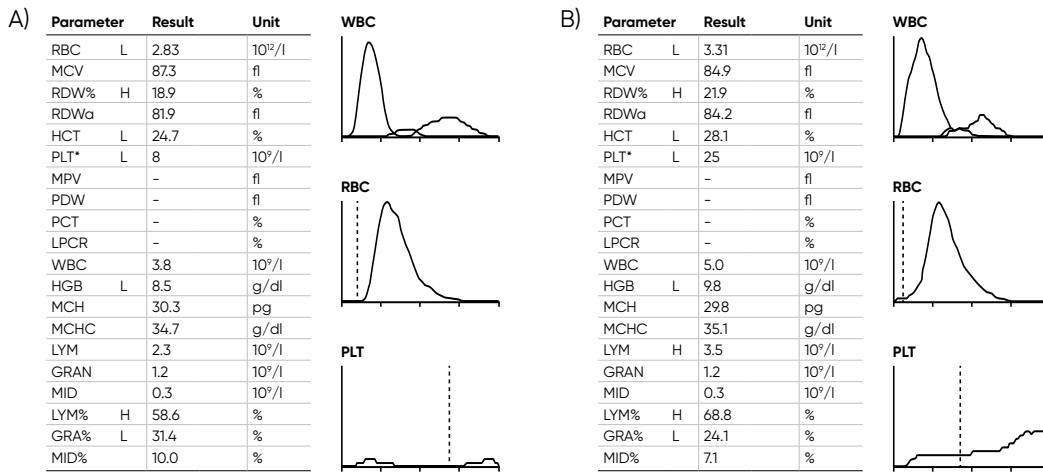 A)
Parameter Result Unit
RBC L 2.83 10¹²/l
MCV 87.3 fl
RDW% H 18.9 %
RDWa 81.9 fl
HCT L 24.7 %
PLT* L 8 10⁹/l
MPV – fl
PDW – fl
PCT – %
LPCR – %
WBC 3.8 10⁹/l
HGB L 8.5 g/dl
MCH 30.3 pg
MCHC 34.7 g/dl
LYM 2.3 10⁹/l
GRAN 1.2 10⁹/l
MID 0.3 10⁹/l
LYM% H 58.6 %
GRA% L 31.4 %
MID% 10.0 %
WBC
RBC
PLT
B)
Parameter Result Unit
RBC L 3.31 10¹²/l
MCV 84.9 fl
RDW% H 21.9 %
RDWa 84.2 fl
HCT L 28.1 %
PLT* L 25 10⁹/l
MPV – fl
PDW – fl
PCT – %
LPCR – %
WBC 5.0 10⁹/l
HGB L 9.8 g/dl
MCH 29.8 pg
MCHC 35.1 g/dl
LYM H 3.5 10⁹/l
GRAN 1.2 10⁹/l
MID 0.3 10⁹/l
LYM% H 68.8 %
GRA% L 24.1 %
MID% 7.1 %
WBC
RBC
PLT